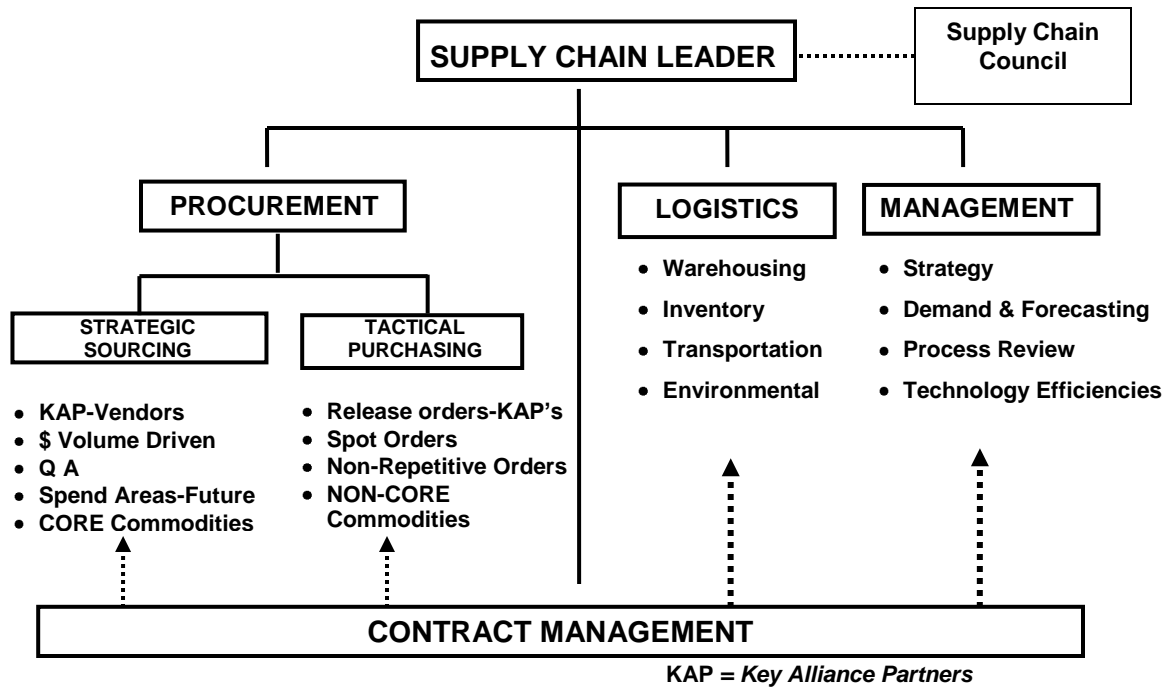 SUPPLY CHAIN LEADER
Supply Chain
Council
PROCUREMENT
LOGISTICS
MANAGEMENT
STRATEGIC
SOURCING
TACTICAL
PURCHASING
• KAP-Vendors
• $ Volume Driven
• Q A
• Spend Areas-Future
• CORE Commodities
• Release orders-KAP's
• Spot Orders
• Non-Repetitive Orders
• NON-CORE
Commodities
• Warehousing
• Inventory
• Transportation
• Environmental
• Strategy
• Demand & Forecasting
• Process Review
• Technology Efficiencies
CONTRACT MANAGEMENT
KAP = Key Alliance Partners